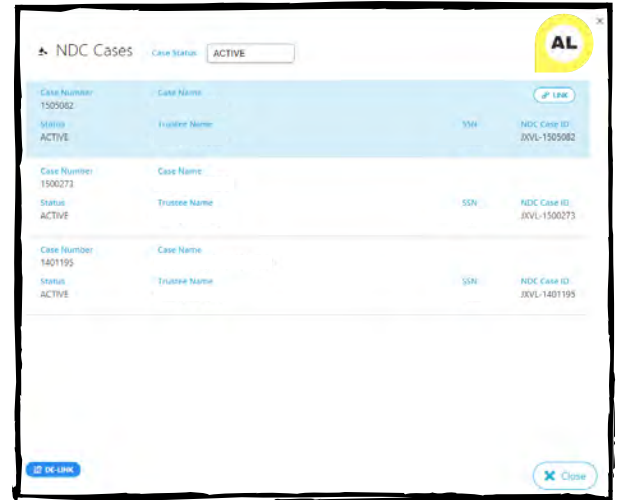 ×
AL
NDC Cases Case Status ACTIVE
Case Number Case Name LINK
1505082
Status Trustee Name SSN NDC Case ID
ACTIVE JXVL-1505082
Case Number Case Name
1500273
Status Trustee Name SSN NDC Case ID
ACTIVE JXVL-1500273
Case Number Case Name
1401195
Status Trustee Name SSN NDC Case ID
ACTIVE JXVL-1401195
DE-LINK × Close